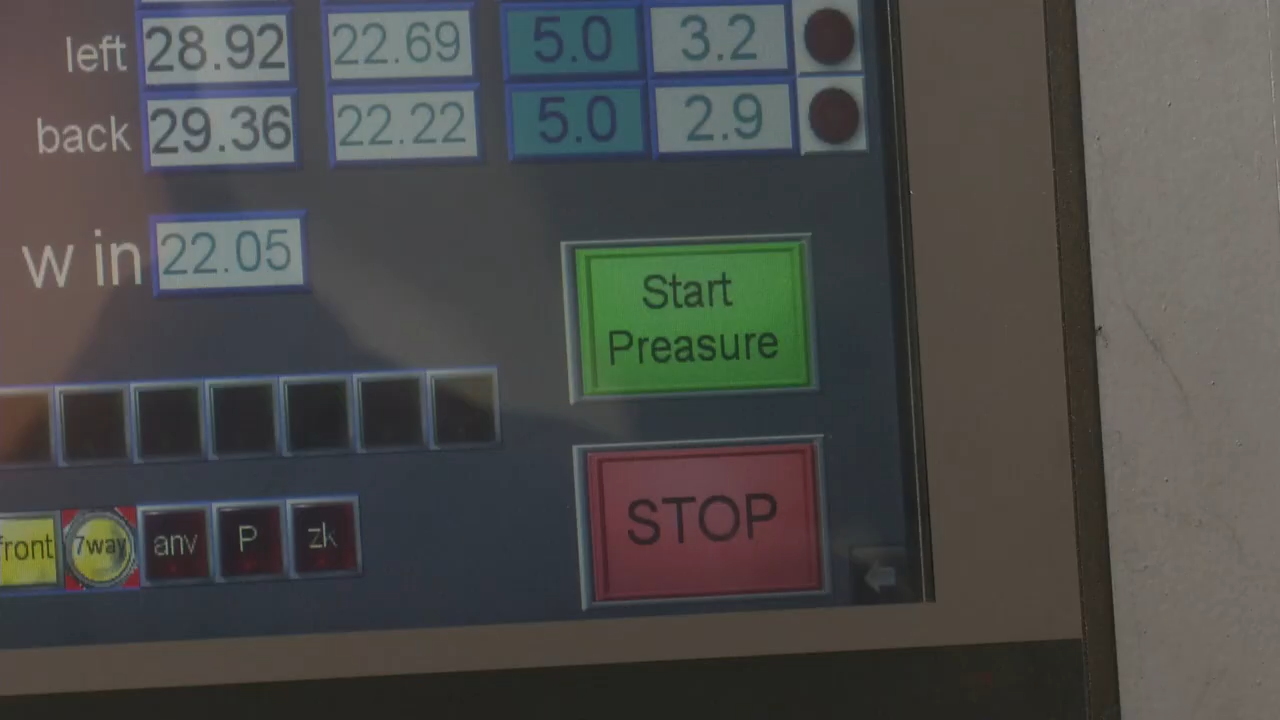 left 28.92 22.69 5.0 3.2
back 29.36 22.22 5.0 2.9
w in 22.05
Start
Preasure
STOP
front 7way anv P zk